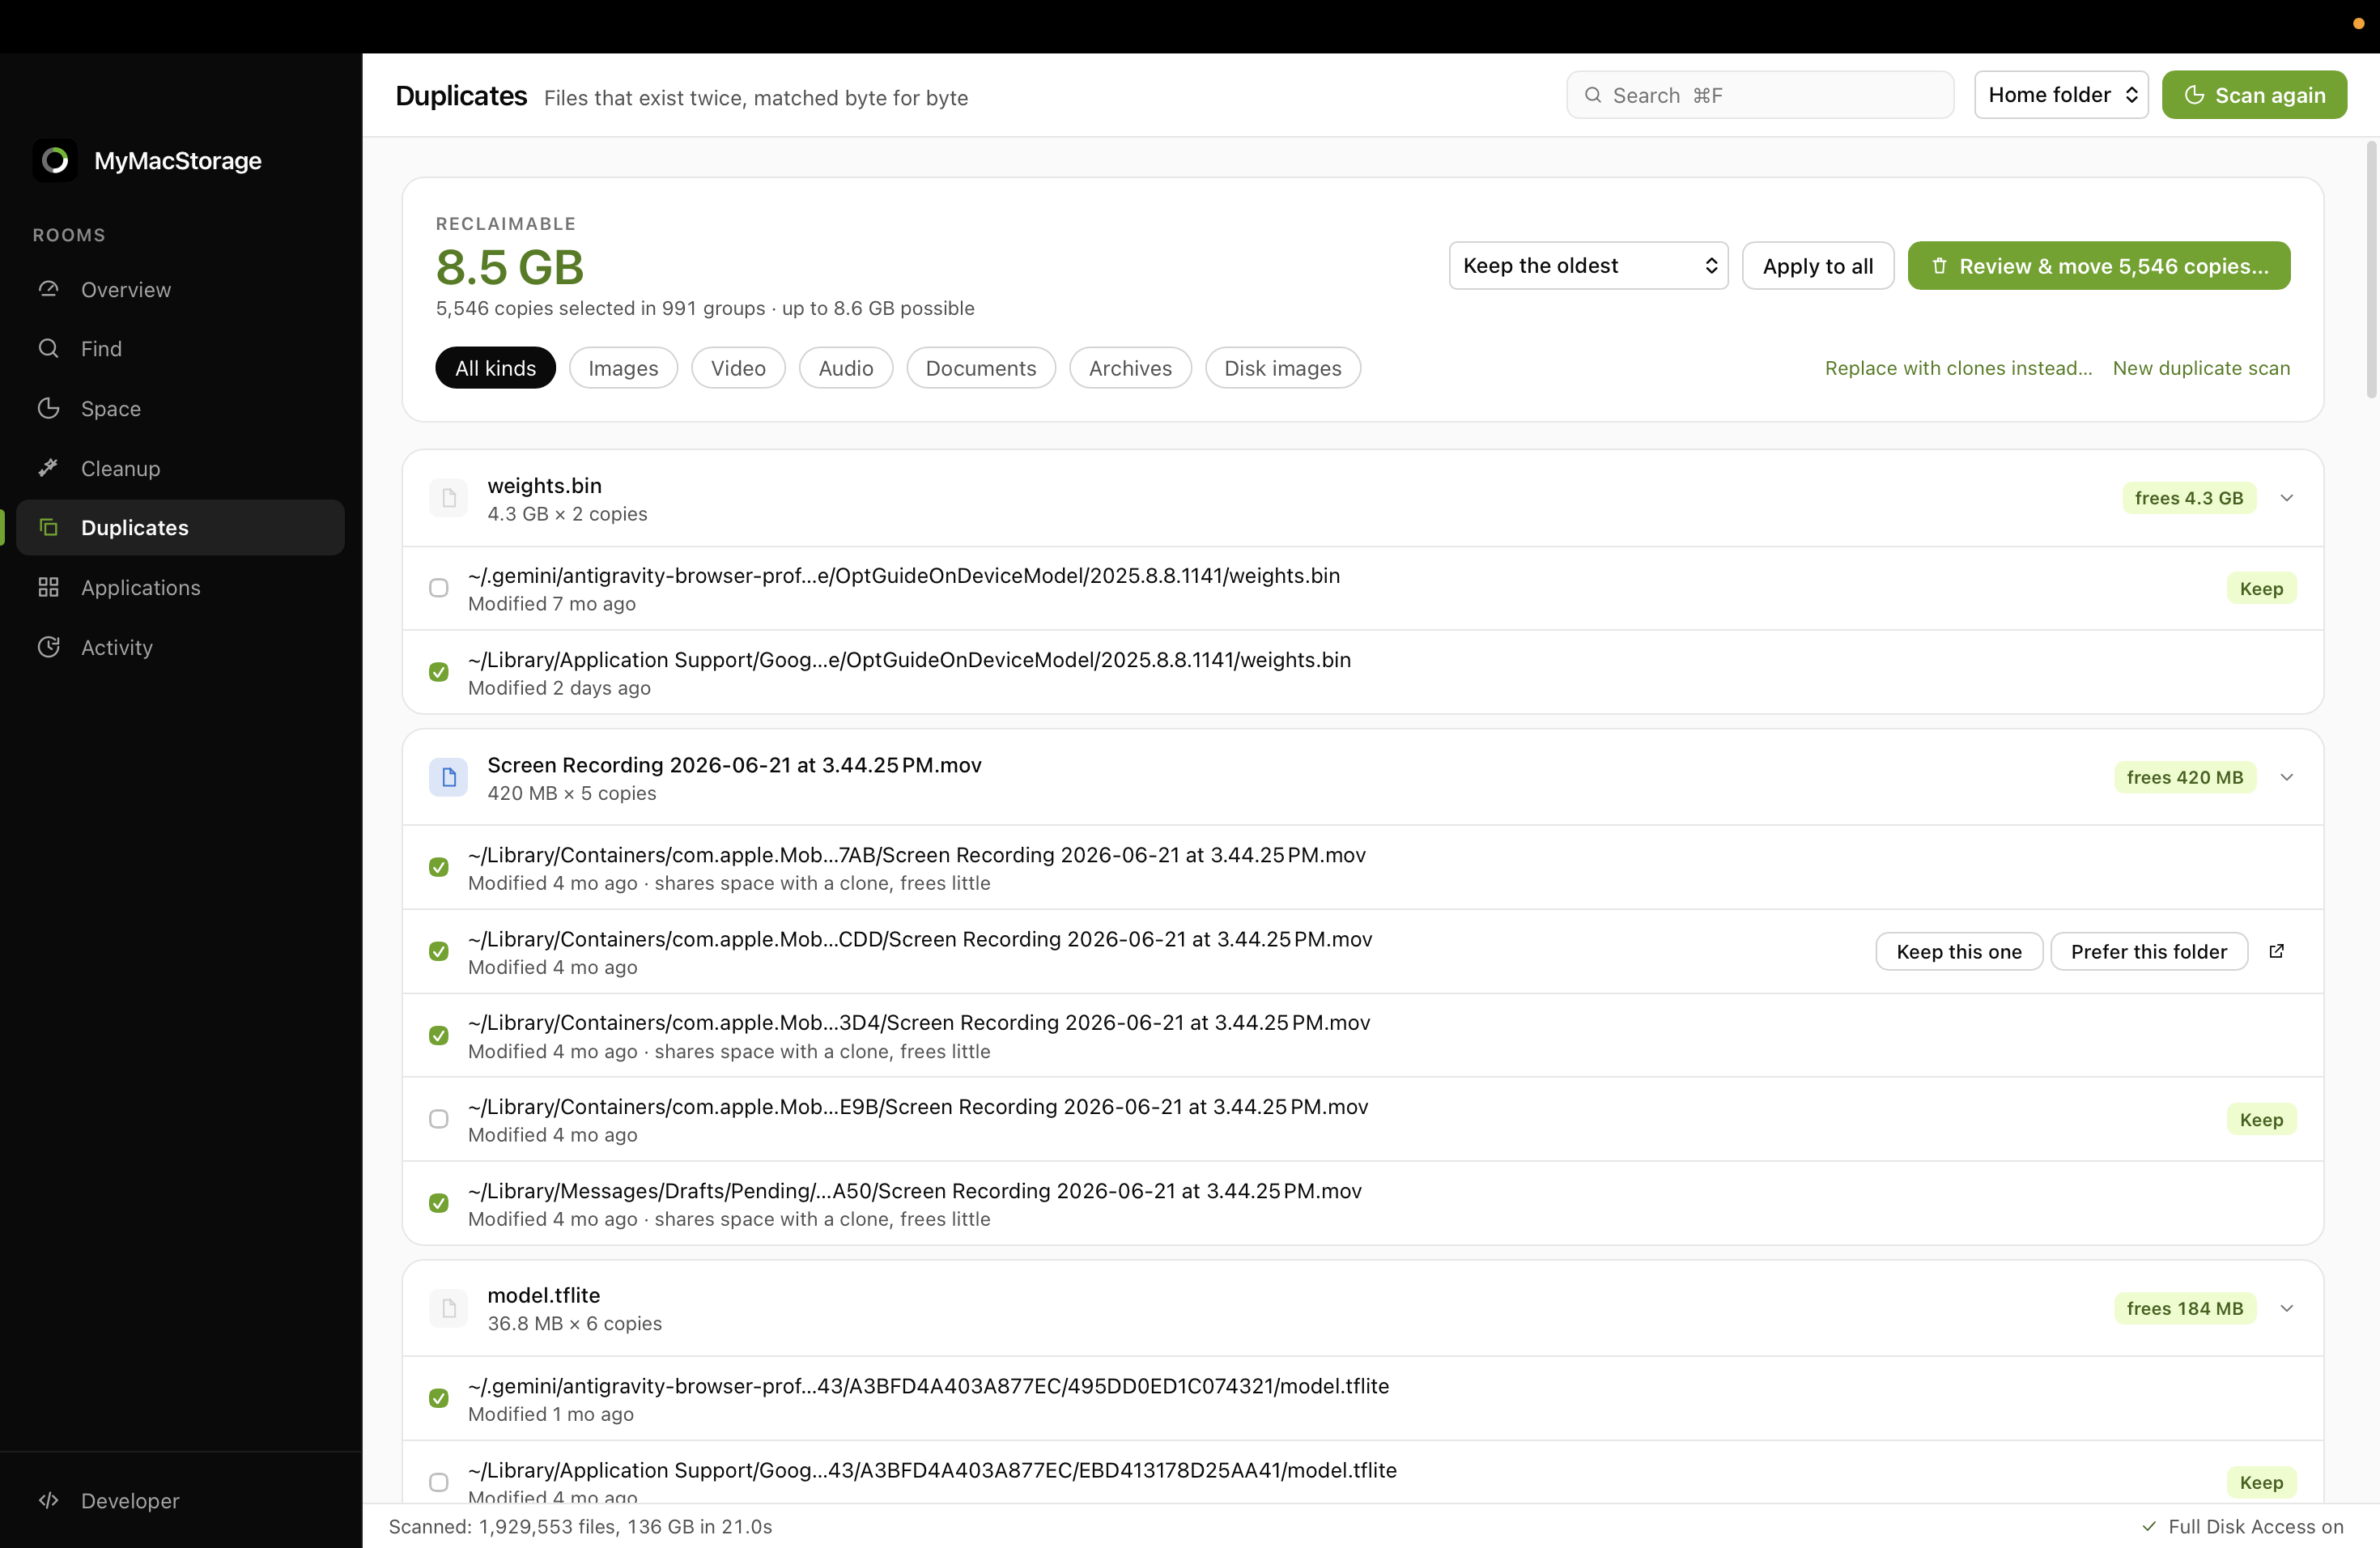 MyMacStorage
ROOMS
Overview
Find
Space
Cleanup
Duplicates
Applications
Activity
Developer
Duplicates Files that exist twice, matched byte for byte
Search ⌘F
Home folder
Scan again
RECLAIMABLE
8.5 GB
5,546 copies selected in 991 groups · up to 8.6 GB possible
Keep the oldest
Apply to all
Review & move 5,546 copies...
All kinds
Images
Video
Audio
Documents
Archives
Disk images
Replace with clones instead...
New duplicate scan
weights.bin
4.3 GB × 2 copies
frees 4.3 GB
~/.gemini/antigravity-browser-prof...e/OptGuideOnDeviceModel/2025.8.8.1141/weights.bin
Modified 7 mo ago
Keep
~/Library/Application Support/Goog...e/OptGuideOnDeviceModel/2025.8.8.1141/weights.bin
Modified 2 days ago
Screen Recording 2026-06-21 at 3.44.25 PM.mov
420 MB × 5 copies
frees 420 MB
~/Library/Containers/com.apple.Mob...7AB/Screen Recording 2026-06-21 at 3.44.25 PM.mov
Modified 4 mo ago · shares space with a clone, frees little
~/Library/Containers/com.apple.Mob...CDD/Screen Recording 2026-06-21 at 3.44.25 PM.mov
Modified 4 mo ago
Keep this one
Prefer this folder
~/Library/Containers/com.apple.Mob...3D4/Screen Recording 2026-06-21 at 3.44.25 PM.mov
Modified 4 mo ago · shares space with a clone, frees little
~/Library/Containers/com.apple.Mob...E9B/Screen Recording 2026-06-21 at 3.44.25 PM.mov
Modified 4 mo ago
Keep
~/Library/Messages/Drafts/Pending/...A50/Screen Recording 2026-06-21 at 3.44.25 PM.mov
Modified 4 mo ago · shares space with a clone, frees little
model.tflite
36.8 MB × 6 copies
frees 184 MB
~/.gemini/antigravity-browser-prof...43/A3BFD4A403A877EC/495DD0ED1C074321/model.tflite
Modified 1 mo ago
~/Library/Application Support/Goog...43/A3BFD4A403A877EC/EBD413178D25AA41/model.tflite
Modified 4 mo ago
Keep
Scanned: 1,929,553 files, 136 GB in 21.0s
Full Disk Access on